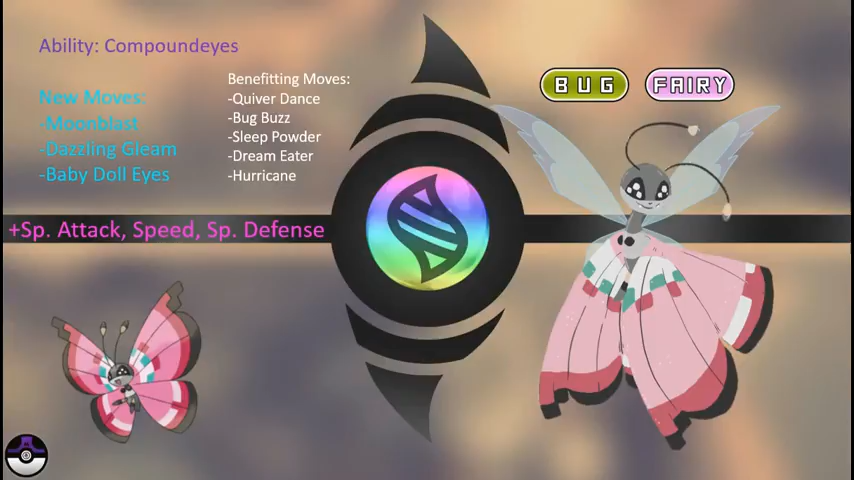 Ability: Compoundeyes
New Moves:
-Moonblast
-Dazzling Gleam
-Baby Doll Eyes
Benefitting Moves:
-Quiver Dance
-Bug Buzz
-Sleep Powder
-Dream Eater
-Hurricane
BUG
FAIRY
+Sp. Attack, Speed, Sp. Defense